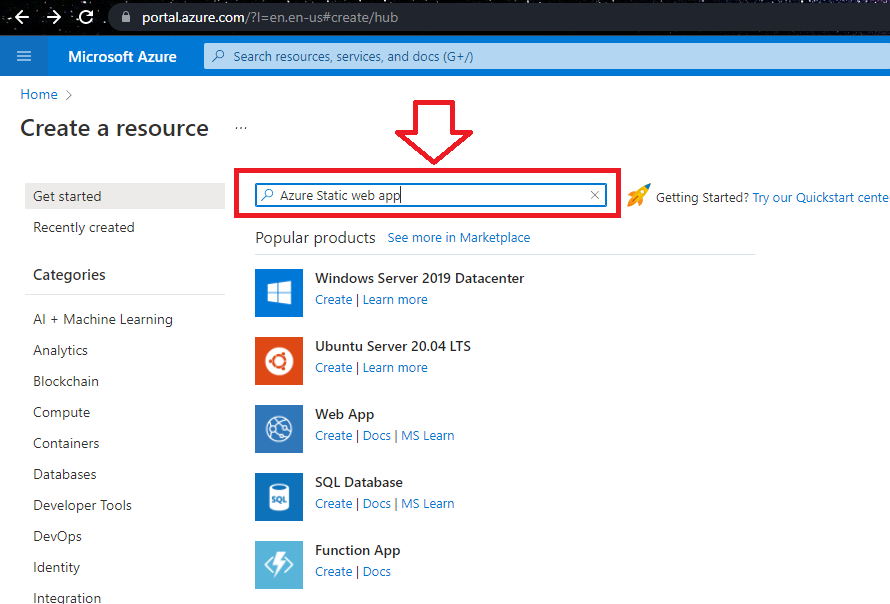 portal.azure.com/?l=en.en-us#create/hub
Microsoft Azure
Search resources, services, and docs (G+/)
Home >
Create a resource ...
Azure Static web app
Getting Started? Try our Quickstart cente
Get started
Recently created
Categories
AI + Machine Learning
Analytics
Blockchain
Compute
Containers
Databases
Developer Tools
DevOps
Identity
Integration
Popular products See more in Marketplace
Windows Server 2019 Datacenter
Create | Learn more
Ubuntu Server 20.04 LTS
Create | Learn more
Web App
Create | Docs | MS Learn
SQL
SQL Database
Create | Docs | MS Learn
Function App
Create | Docs